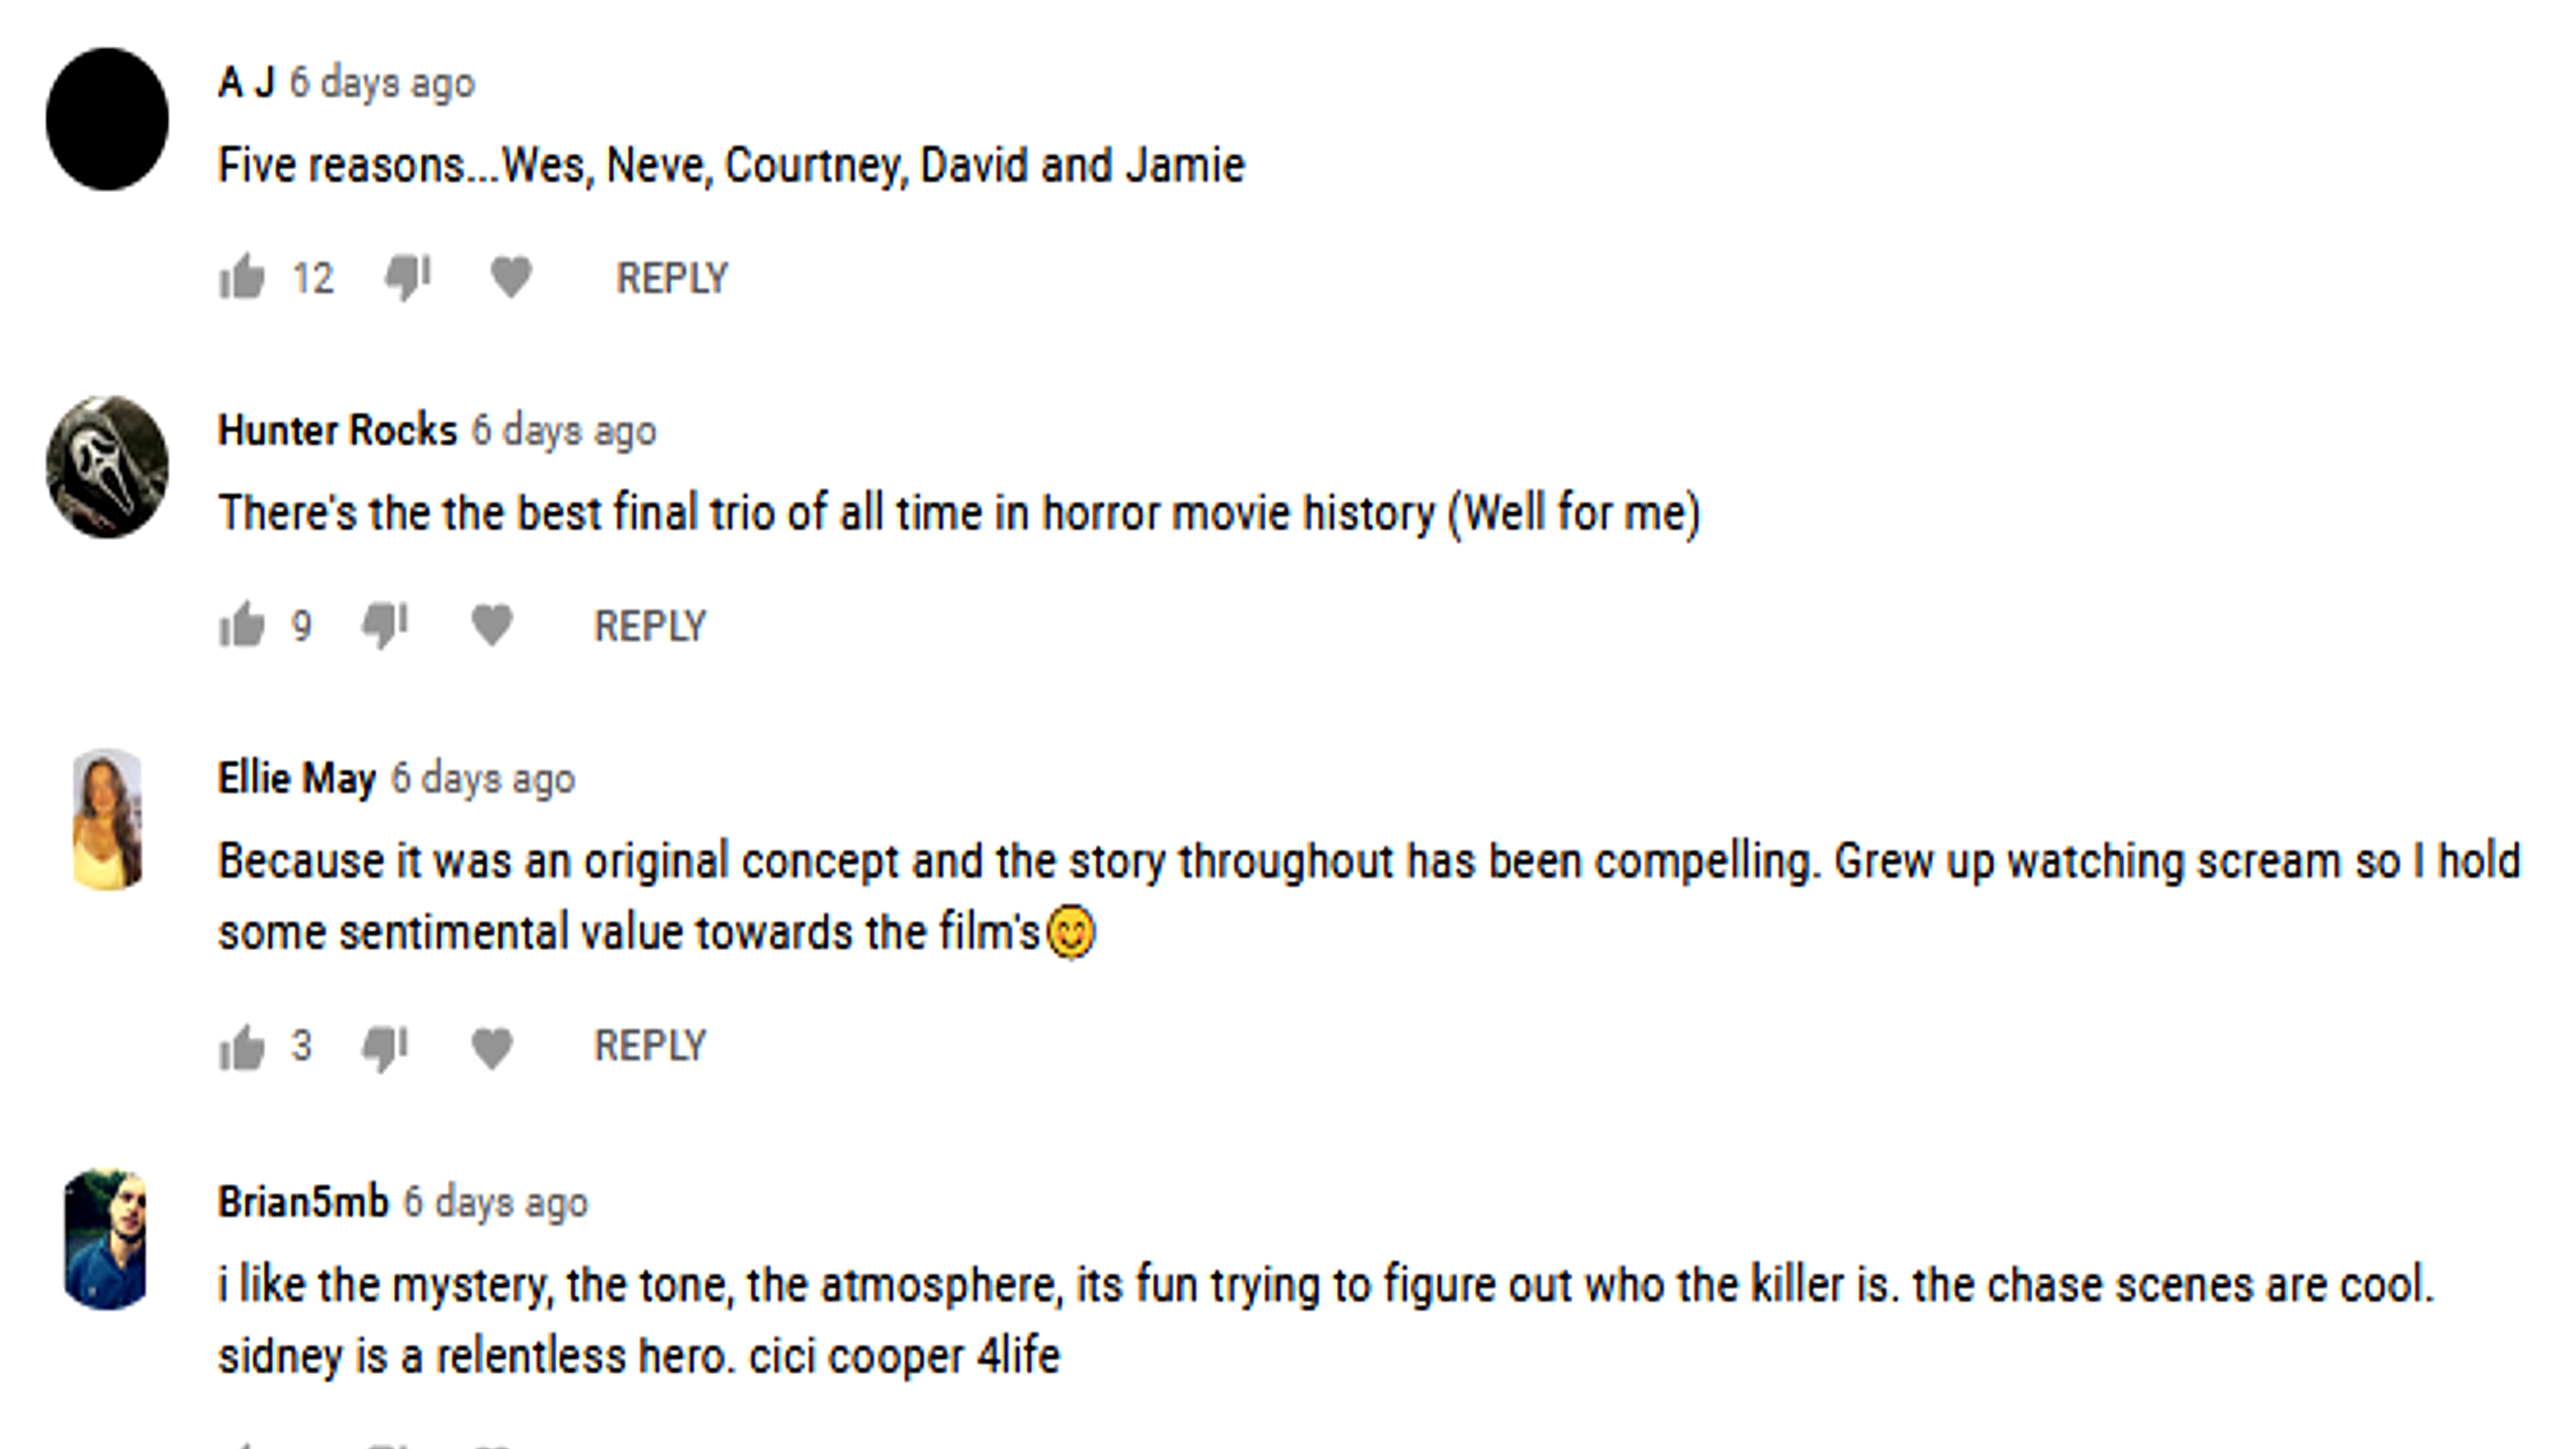 A J 6 days ago
Five reasons...Wes, Neve, Courtney, David and Jamie
12 REPLY
Hunter Rocks 6 days ago
There's the the best final trio of all time in horror movie history (Well for me)
9 REPLY
Ellie May 6 days ago
Because it was an original concept and the story throughout has been compelling. Grew up watching scream so I hold
some sentimental value towards the film's😊
3 REPLY
Brian5mb 6 days ago
i like the mystery, the tone, the atmosphere, its fun trying to figure out who the killer is. the chase scenes are cool.
sidney is a relentless hero. cici cooper 4life